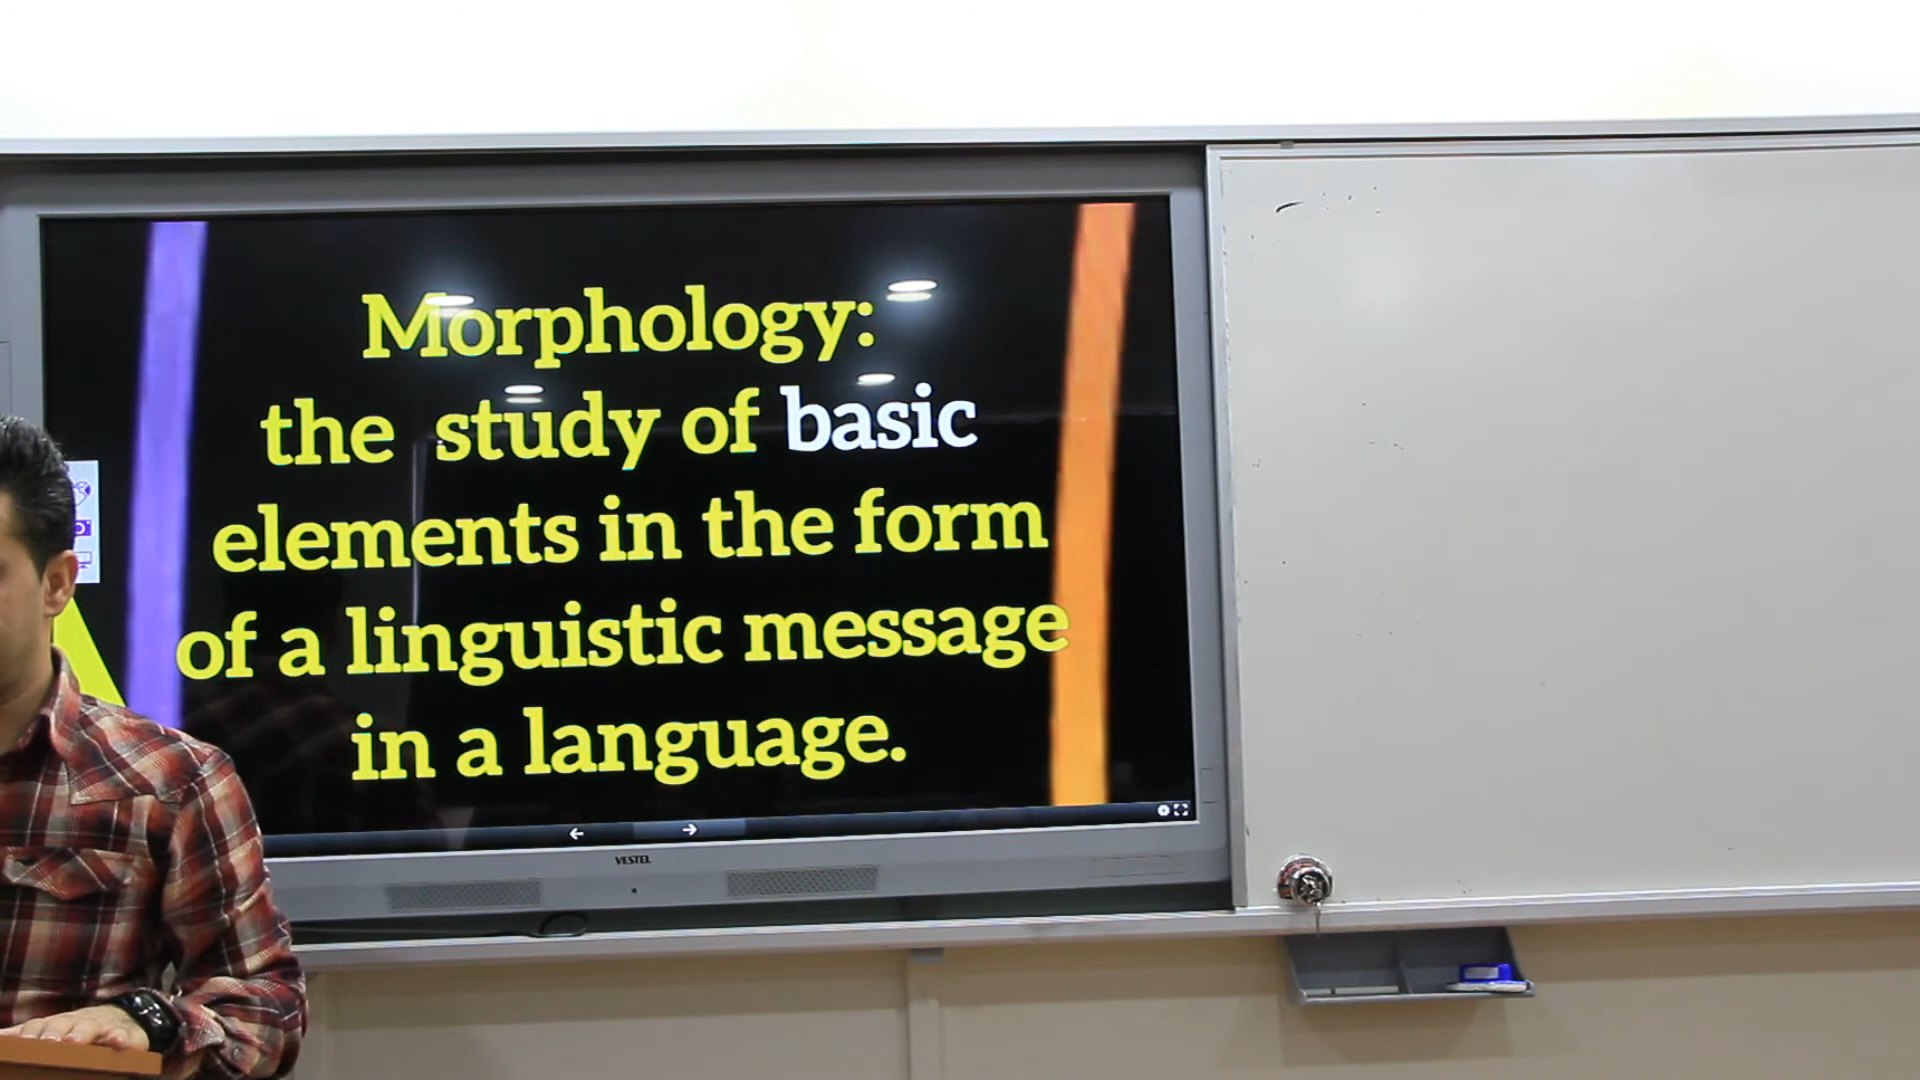 Morphology:
the study of basic
elements in the form
of a linguistic message
in a language.
VESTEL